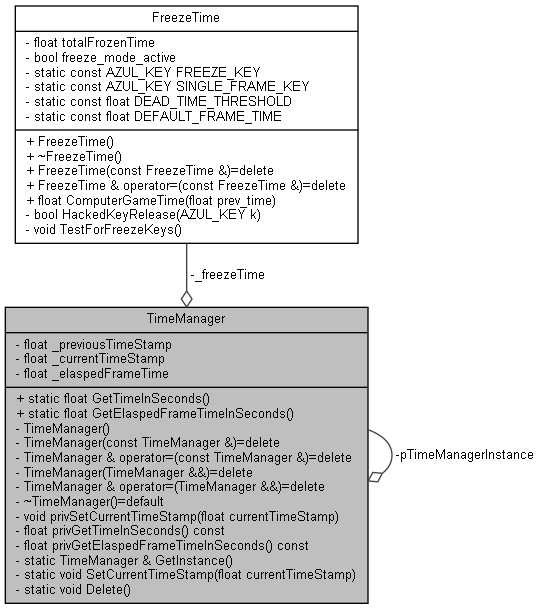 FreezeTime
- float totalFrozenTime
- bool freeze_mode_active
- static const AZUL_KEY FREEZE_KEY
- static const AZUL_KEY SINGLE_FRAME_KEY
- static const float DEAD_TIME_THRESHOLD
- static const float DEFAULT_FRAME_TIME
+ FreezeTime()
+ ~FreezeTime()
+ FreezeTime(const FreezeTime &)=delete
+ FreezeTime & operator=(const FreezeTime &)=delete
+ float ComputerGameTime(float prev_time)
- bool HackedKeyRelease(AZUL_KEY k)
- void TestForFreezeKeys()
-_freezeTime
TimeManager
- float _previousTimeStamp
- float _currentTimeStamp
- float _elaspedFrameTime
+ static float GetTimeInSeconds()
+ static float GetElaspedFrameTimeInSeconds()
- TimeManager()
- TimeManager(const TimeManager &)=delete
- TimeManager & operator=(const TimeManager &)=delete
- TimeManager(TimeManager &&)=delete
- TimeManager & operator=(TimeManager &&)=delete
- ~TimeManager()=default
- void privSetCurrentTimeStamp(float currentTimeStamp)
- float privGetTimeInSeconds() const
- float privGetElaspedFrameTimeInSeconds() const
- static TimeManager & GetInstance()
- static void SetCurrentTimeStamp(float currentTimeStamp)
- static void Delete()
-pTimeManagerInstance